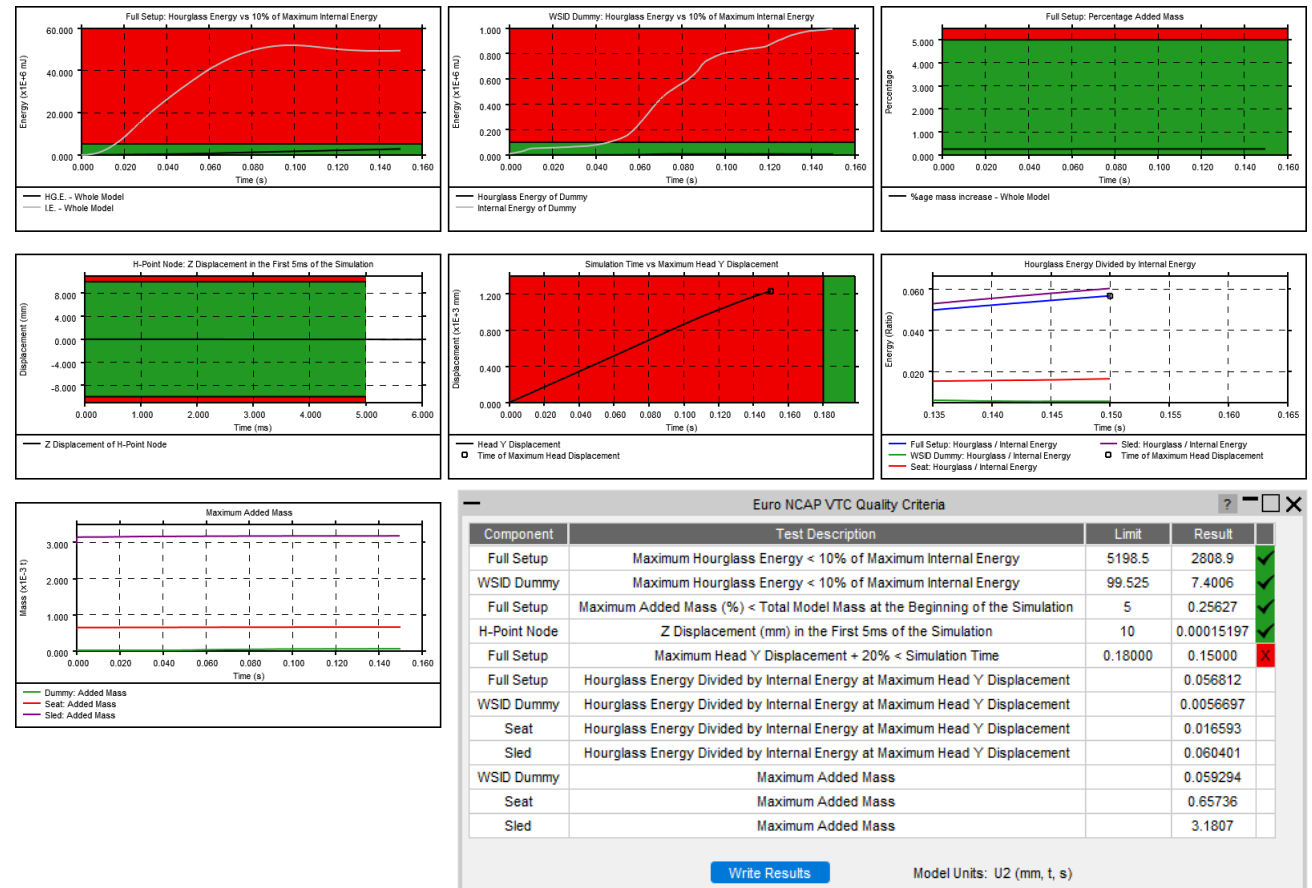 Full Setup: Hourglass Energy vs 10% of Maximum Internal Energy
60.000
40.000
20.000
0.000
Energy (x1E+6 mJ)
0.000 0.020 0.040 0.060 0.080 0.100 0.120 0.140 0.160
Time (s)
HG.E. - Whole Model
I.E. - Whole Model
WSID Dummy: Hourglass Energy vs 10% of Maximum Internal Energy
1.000
0.800
0.600
0.400
0.200
0.000
Energy (x1E+6 mJ)
0.000 0.020 0.040 0.060 0.080 0.100 0.120 0.140 0.160
Time (s)
Hourglass Energy of Dummy
Internal Energy of Dummy
Full Setup: Percentage Added Mass
5.000
4.000
3.000
2.000
1.000
0.000
Percentage
0.000 0.020 0.040 0.060 0.080 0.100 0.120 0.140 0.160
Time (s)
%age mass increase - Whole Model
H-Point Node: Z Displacement in the First 5ms of the Simulation
8.000
4.000
0.000
-4.000
-8.000
Displacement (mm)
0.000 1.000 2.000 3.000 4.000 5.000 6.000
Time (ms)
Z Displacement of H-Point Node
Simulation Time vs Maximum Head Y Displacement
1.200
0.800
0.400
0.000
Displacement (x1E+3 mm)
0.000 0.020 0.040 0.060 0.080 0.100 0.120 0.140 0.160 0.180
Time (s)
Head Y Displacement
Time of Maximum Head Displacement
Hourglass Energy Divided by Internal Energy
0.060
0.040
0.020
Energy (Ratio)
0.135 0.140 0.145 0.150 0.155 0.160 0.165
Time (s)
Full Setup: Hourglass / Internal Energy
WSID Dummy: Hourglass / Internal Energy
Seat: Hourglass / Internal Energy
Sled: Hourglass / Internal Energy
Time of Maximum Head Displacement
Maximum Added Mass
3.000
2.000
1.000
0.000
Mass (x1E-3 t)
0.000 0.020 0.040 0.060 0.080 0.100 0.120 0.140 0.160
Time (s)
Dummy: Added Mass
Seat: Added Mass
Sled: Added Mass
Euro NCAP VTC Quality Criteria ?
Component Test Description Limit Result
Full Setup Maximum Hourglass Energy < 10% of Maximum Internal Energy 5198.5 2808.9
WSID Dummy Maximum Hourglass Energy < 10% of Maximum Internal Energy 99.525 7.4006
Full Setup Maximum Added Mass (%) < Total Model Mass at the Beginning of the Simulation 5 0.25627
H-Point Node Z Displacement (mm) in the First 5ms of the Simulation 10 0.00015197
Full Setup Maximum Head Y Displacement + 20% < Simulation Time 0.18000 0.15000 X
Full Setup Hourglass Energy Divided by Internal Energy at Maximum Head Y Displacement 0.056812
WSID Dummy Hourglass Energy Divided by Internal Energy at Maximum Head Y Displacement 0.0056697
Seat Hourglass Energy Divided by Internal Energy at Maximum Head Y Displacement 0.016593
Sled Hourglass Energy Divided by Internal Energy at Maximum Head Y Displacement 0.060401
WSID Dummy Maximum Added Mass 0.059294
Seat Maximum Added Mass 0.65736
Sled Maximum Added Mass 3.1807
Write Results Model Units: U2 (mm, t, s)